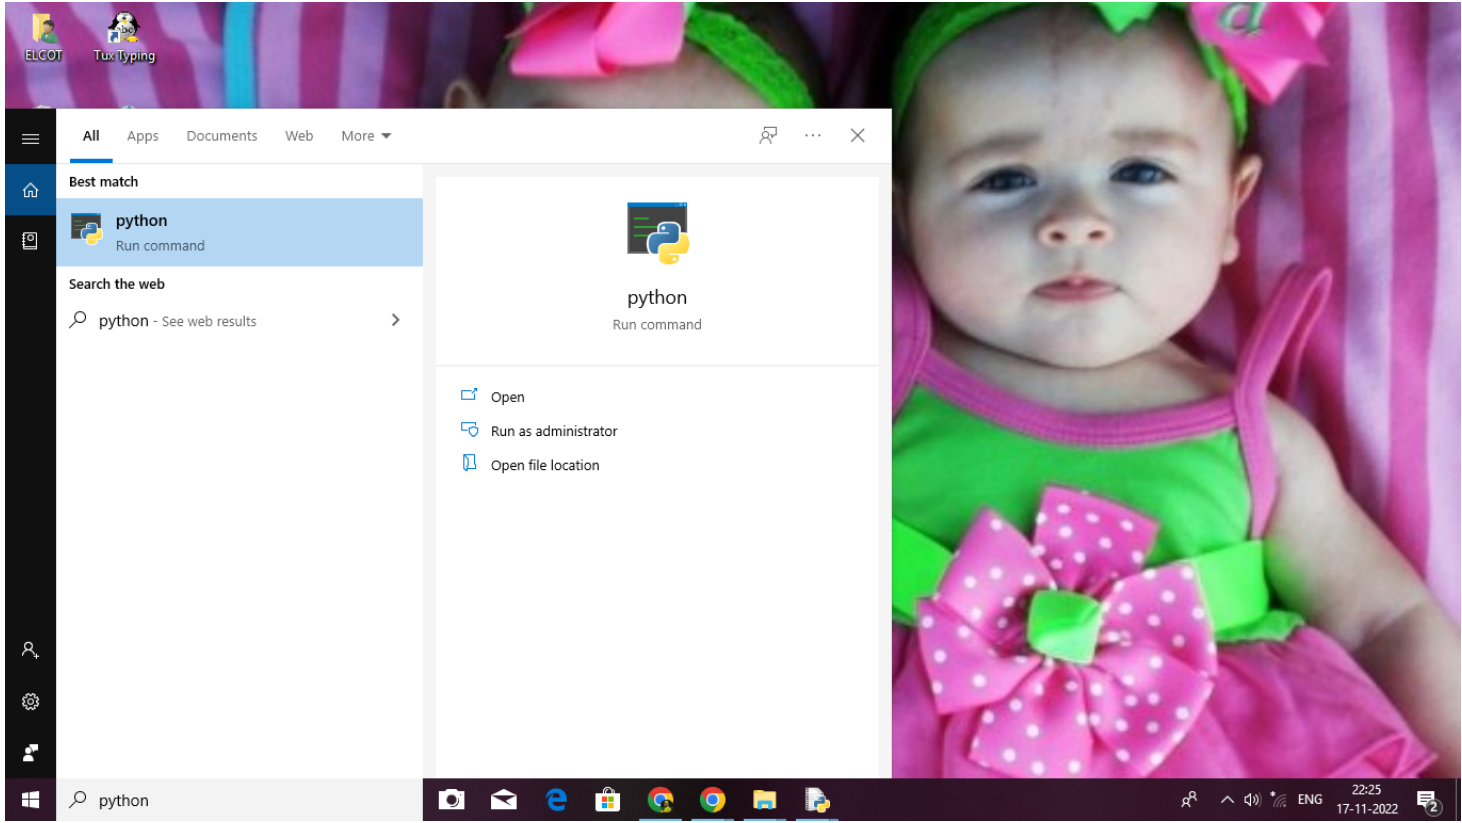 ELCOT
Tux Typing
All Apps Documents Web More
Best match
python
Run command
Search the web
python - See web results
python
Run command
Open
Run as administrator
Open file location
python
ENG
22:25
17-11-2022
2
a